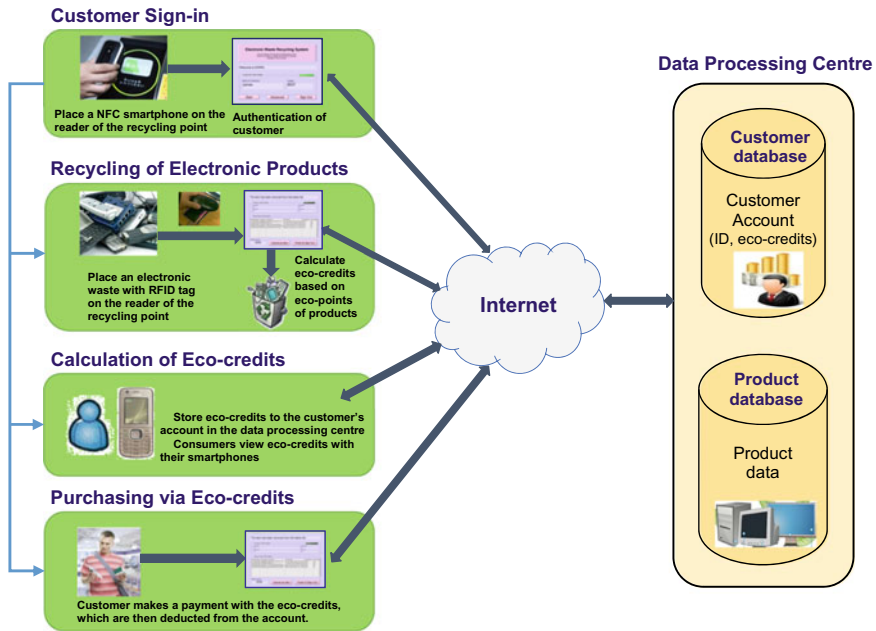 Customer Sign-in
Place a NFC smartphone on the
reader of the recycling point
Electronic Waste Recycling System
Authentication of
customer
Recycling of Electronic Products
Place an electronic
waste with RFID tag
on the reader of the
recycling point
Calculate
eco-credits
based on
eco-points
of products
Calculation of Eco-credits
Store eco-credits to the customer's
account in the data processing centre
Consumers view eco-credits with
their smartphones
Purchasing via Eco-credits
Customer makes a payment with the eco-credits,
which are then deducted from the account.
Internet
Data Processing Centre
Customer
database
Customer
Account
(ID, eco-credits)
Product
database
Product
data